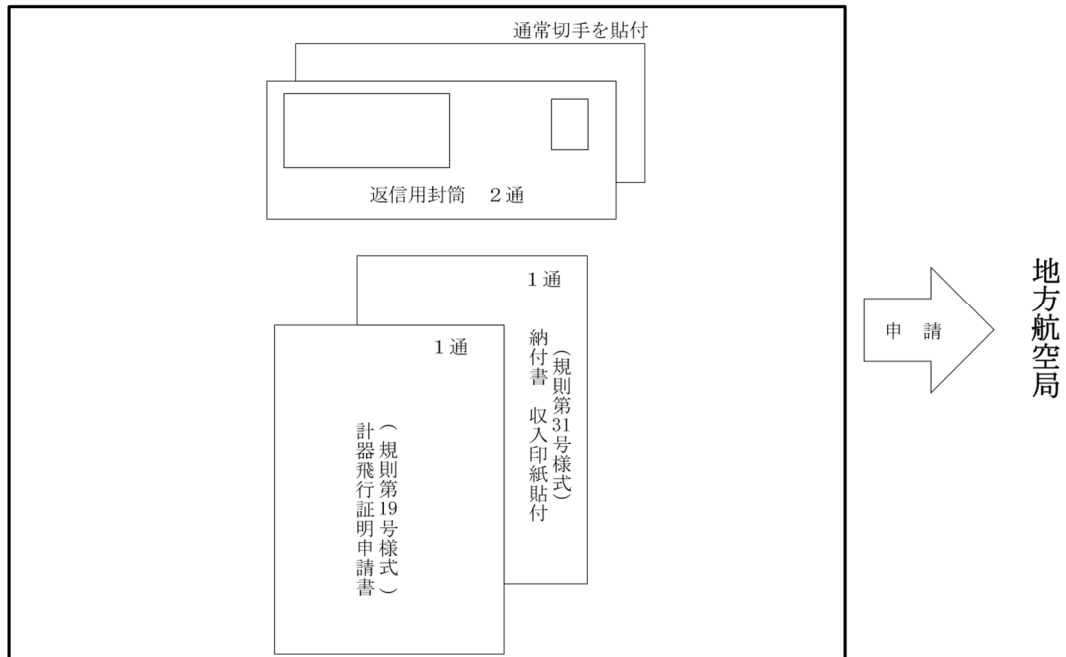 通常切手を貼付
返信用封筒　２通
１通
納付書　収入印紙貼付
（規則第31号様式）
１通
計器飛行証明申請書
（規則第19号様式）
申　請
地方航空局